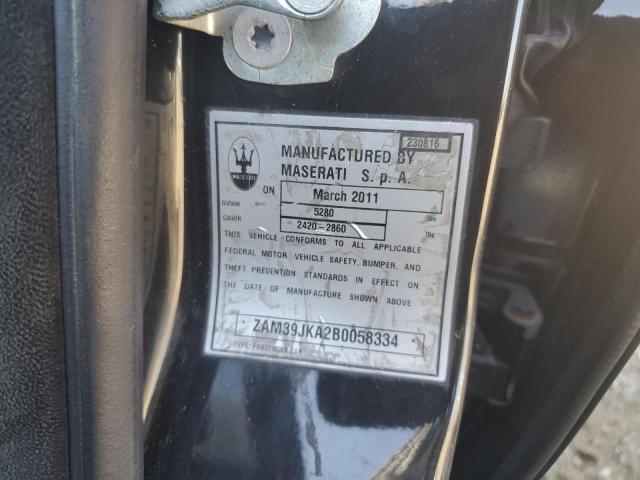 230816
MANUFACTURED BY
MASERATI S. p. A.
MASERATI
ON March 2011
GVWR 5280 lbs
GAWR 2420-2860 lbs
THIS VEHICLE CONFORMS TO ALL APPLICABLE
FEDERAL MOTOR VEHICLE SAFETY, BUMPER, AND
THEFT PREVENTION STANDARDS IN EFFECT ON
THE DATE OF MANUFACTURE SHOWN ABOVE
ZAM39JKA2B0058334
TYPE: PASSENGER CAR